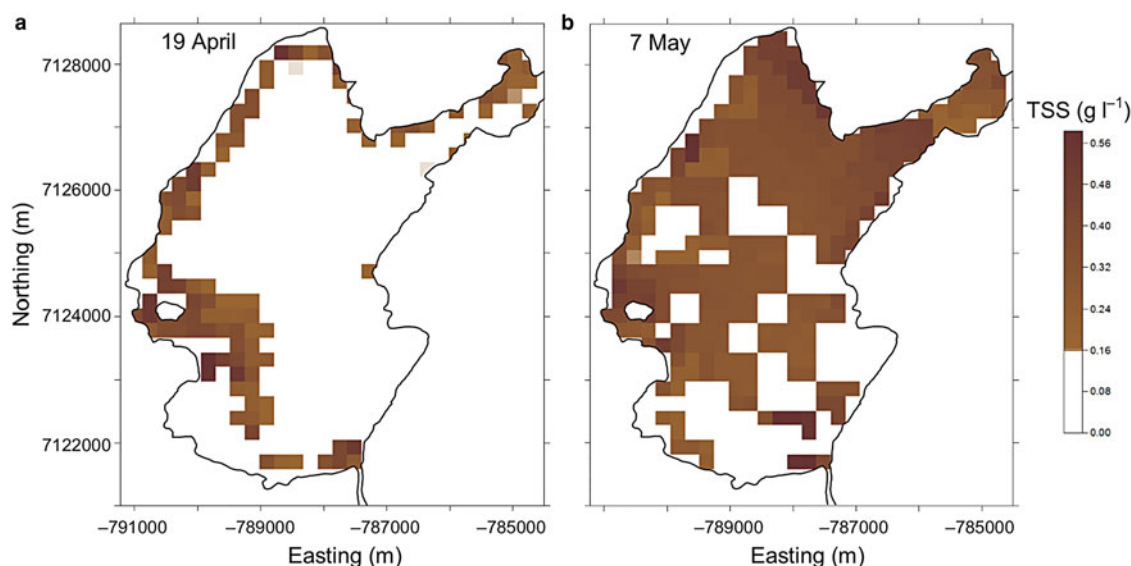 a
19 April
b
7 May
TSS (g l⁻¹)
0.56
0.48
0.40
0.32
0.24
0.16
0.08
0.00
Northing (m)
7128000
7126000
7124000
7122000
−791000
−789000
−787000
−785000
Easting (m)
−789000
−787000
−785000
Easting (m)